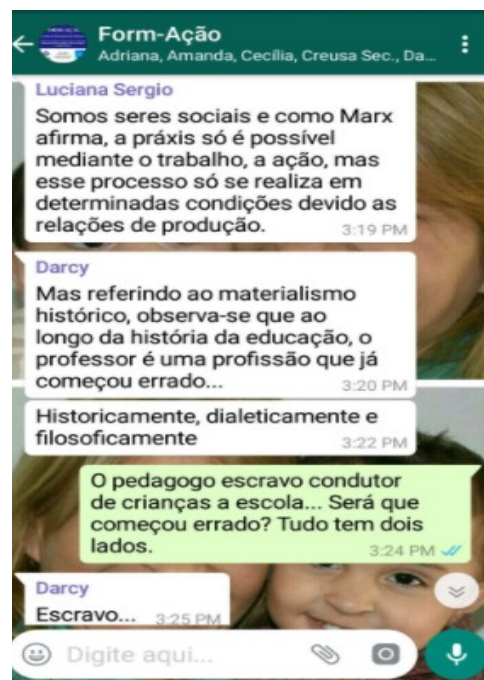 Form-Ação
Adriana, Amanda, Cecília, Creusa Sec., Da...
Luciana Sergio
Somos seres sociais e como Marx
afirma, a práxis só é possível
mediante o trabalho, a ação, mas
esse processo só se realiza em
determinadas condições devido as
relações de produção.
3:19 PM
Darcy
Mas referindo ao materialismo
histórico, observa-se que ao
longo da história da educação, o
professor é uma profissão que já
começou errado...
3:20 PM
Historicamente, dialeticamente e
filosoficamente
3:22 PM
O pedagogo escravo condutor
de crianças a escola... Será que
começou errado? Tudo tem dois
lados.
3:24 PM
Darcy
Escravo...
3:25 PM
Digite aqui...